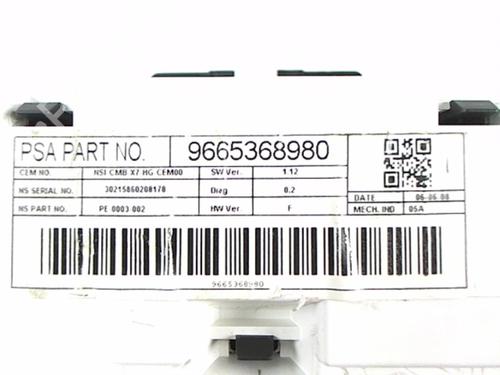 PSA PART NO. 9665368980
CEM NO. NSI CMB X7 HG CEM00 SW Ver. 1.12
NS SERIAL NO. 30215860208178 Diag 0.2
NS PART NO. PE 0003 002 HW Ver. F
DATE 06.06 08
MECH. IND 05A
9665368980